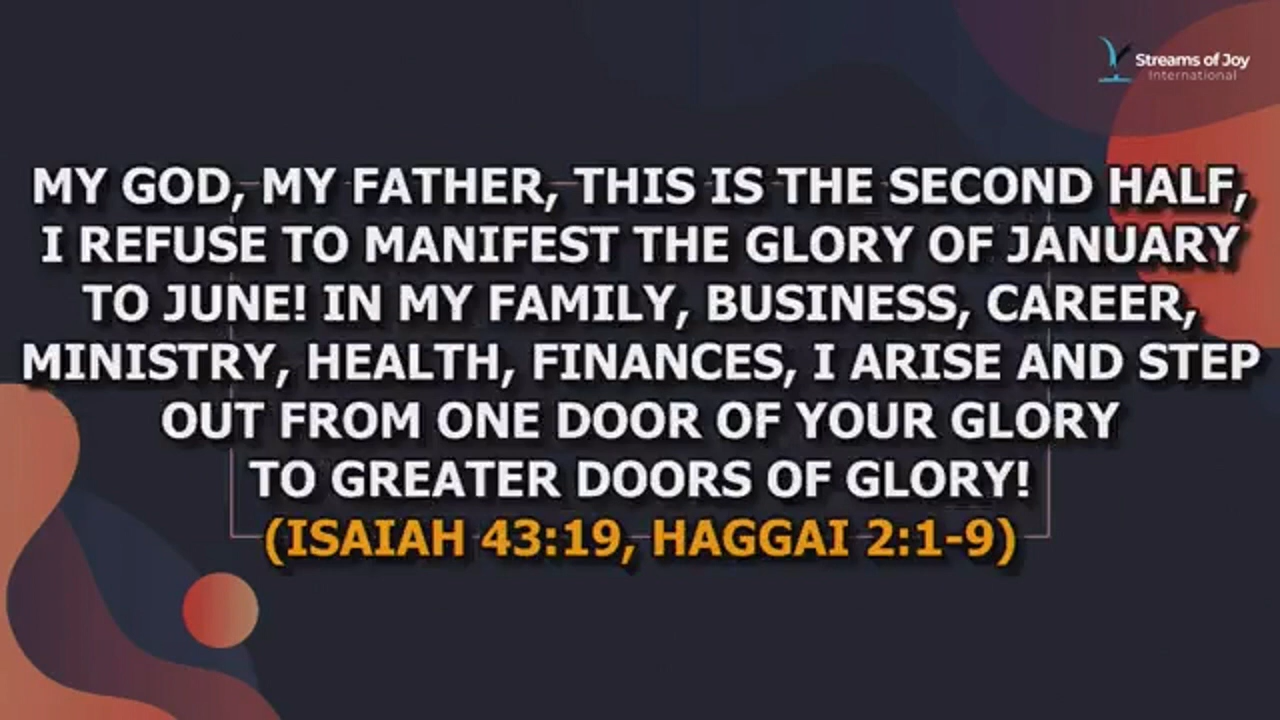 Streams of Joy
International
MY GOD, MY FATHER, THIS IS THE SECOND HALF,
I REFUSE TO MANIFEST THE GLORY OF JANUARY
TO JUNE! IN MY FAMILY, BUSINESS, CAREER,
MINISTRY, HEALTH, FINANCES, I ARISE AND STEP
OUT FROM ONE DOOR OF YOUR GLORY
TO GREATER DOORS OF GLORY!
(ISAIAH 43:19, HAGGAI 2:1-9)